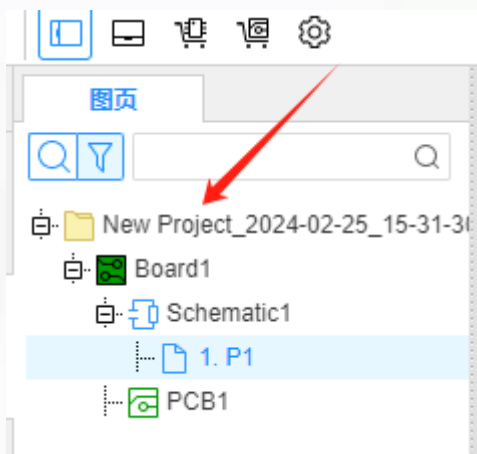 图页
New Project_2024-02-25_15-31-3
Board1
Schematic1
1. P1
PCB1